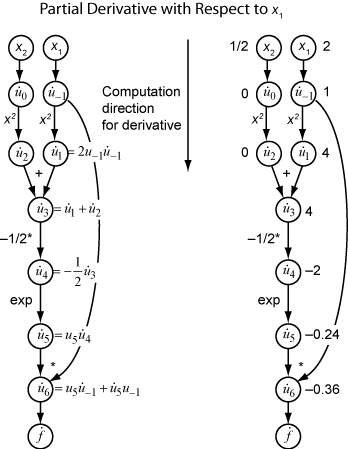 Partial Derivative with Respect to x₁
x₂ x₁
u̇₀ u̇₋₁
x² x²
u̇₂ u̇₁ = 2u₋₁u̇₋₁
+
u̇₃ = u̇₁ + u̇₂
–1/2*
u̇₄ = –1/2 u̇₃
exp
u̇₅ = u₅u̇₄
*
u̇₆ = u₅u̇₋₁ + u̇₅u₋₁
ḟ
Computation
direction
for derivative
1/2 x₂ x₁ 2
0 u̇₀ u̇₋₁ 1
x² x²
0 u̇₂ u̇₁ 4
+
u̇₃ 4
–1/2*
u̇₄ –2
exp
u̇₅ –0.24
*
u̇₆ –0.36
ḟ